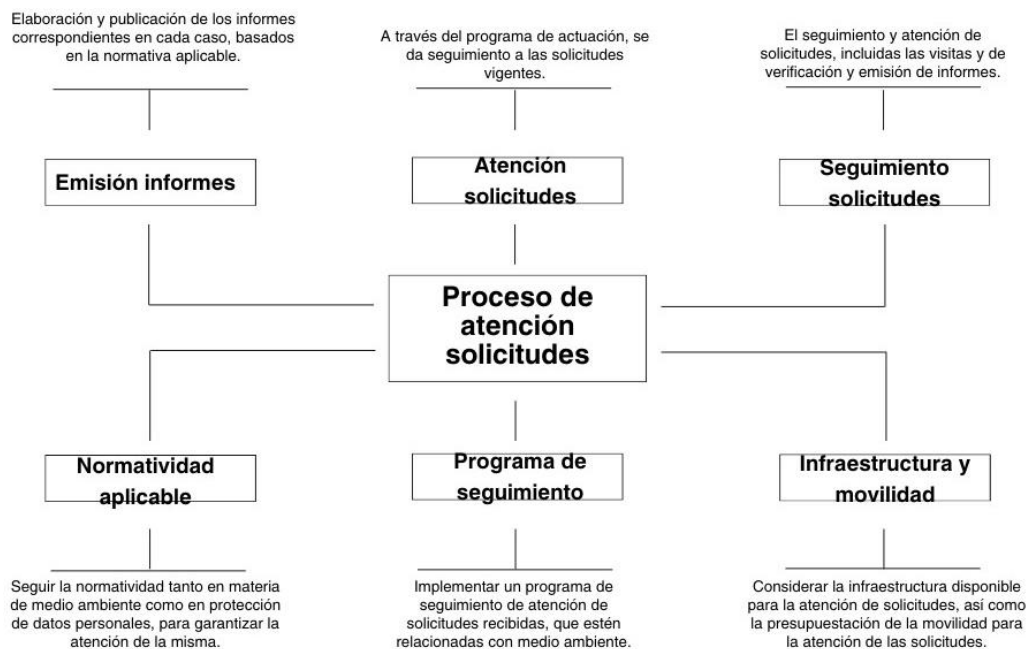 Elaboración y publicación de los informes
correspondientes en cada caso, basados
en la normativa aplicable.
A través del programa de actuación, se
da seguimiento a las solicitudes
vigentes.
El seguimiento y atención de
solicitudes, incluidas las visitas y de
verificación y emisión de informes.
Emisión informes
Atención
solicitudes
Seguimiento
solicitudes
Proceso de
atención
solicitudes
Normatividad
aplicable
Programa de
seguimiento
Infraestructura y
movilidad
Seguir la normatividad tanto en materia
de medio ambiente como en protección
de datos personales, para garantizar la
atención de la misma.
Implementar un programa de
seguimiento de atención de
solicitudes recibidas, que estén
relacionadas con medio ambiente.
Considerar la infraestructura disponible
para la atención de solicitudes, así como
la presupuestación de la movilidad para
la atención de las solicitudes.